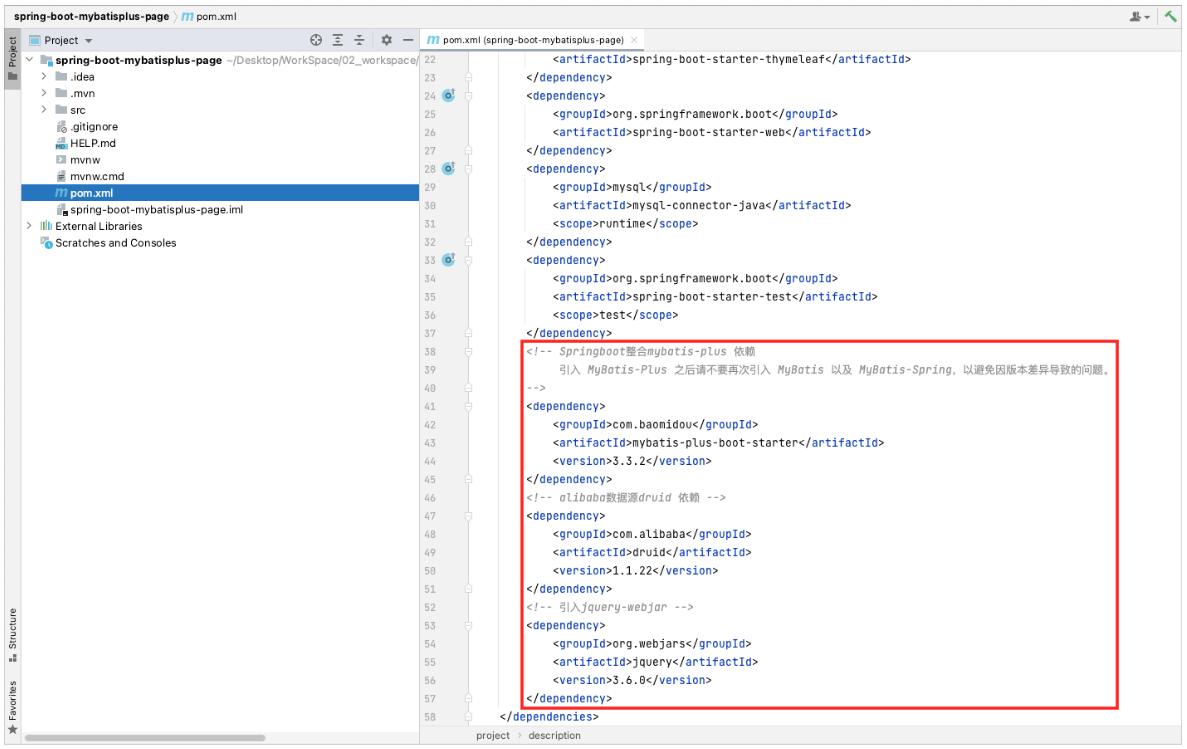 spring-boot-mybatisplus-page
pom.xml
Project
Project
pom.xml (spring-boot-mybatisplus-page)
spring-boot-mybatisplus-page ~/Desktop/WorkSpace/02_workspace/
.idea
.mvn
src
.gitignore
HELP.md
mvnw
mvnw.cmd
pom.xml
spring-boot-mybatisplus-page.iml
External Libraries
Scratches and Consoles
Structure
Favorites
22 <artifactId>spring-boot-starter-thymeleaf</artifactId>
23 </dependency>
24 <dependency>
25 <groupId>org.springframework.boot</groupId>
26 <artifactId>spring-boot-starter-web</artifactId>
27 </dependency>
28 <dependency>
29 <groupId>mysql</groupId>
30 <artifactId>mysql-connector-java</artifactId>
31 <scope>runtime</scope>
32 </dependency>
33 <dependency>
34 <groupId>org.springframework.boot</groupId>
35 <artifactId>spring-boot-starter-test</artifactId>
36 <scope>test</scope>
37 </dependency>
38 <!-- Springboot整合mybatis-plus 依赖
39 引入 MyBatis-Plus 之后请不要再次引入 MyBatis 以及 MyBatis-Spring，以避免因版本差异导致的问题。
40 -->
41 <dependency>
42 <groupId>com.baomidou</groupId>
43 <artifactId>mybatis-plus-boot-starter</artifactId>
44 <version>3.3.2</version>
45 </dependency>
46 <!-- alibaba数据源druid 依赖 -->
47 <dependency>
48 <groupId>com.alibaba</groupId>
49 <artifactId>druid</artifactId>
50 <version>1.1.22</version>
51 </dependency>
52 <!-- 引入jquery-webjar -->
53 <dependency>
54 <groupId>org.webjars</groupId>
55 <artifactId>jquery</artifactId>
56 <version>3.6.0</version>
57 </dependency>
58 </dependencies>
project › description